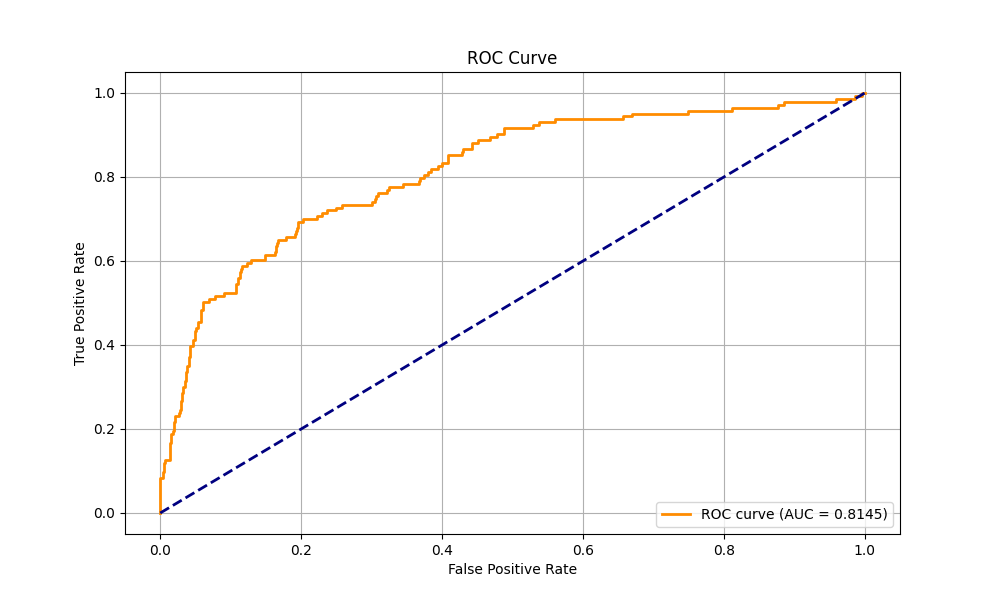 ROC Curve
True Positive Rate
1.0
0.8
0.6
0.4
0.2
0.0
ROC curve (AUC = 0.8145)
0.0 0.2 0.4 0.6 0.8 1.0
False Positive Rate